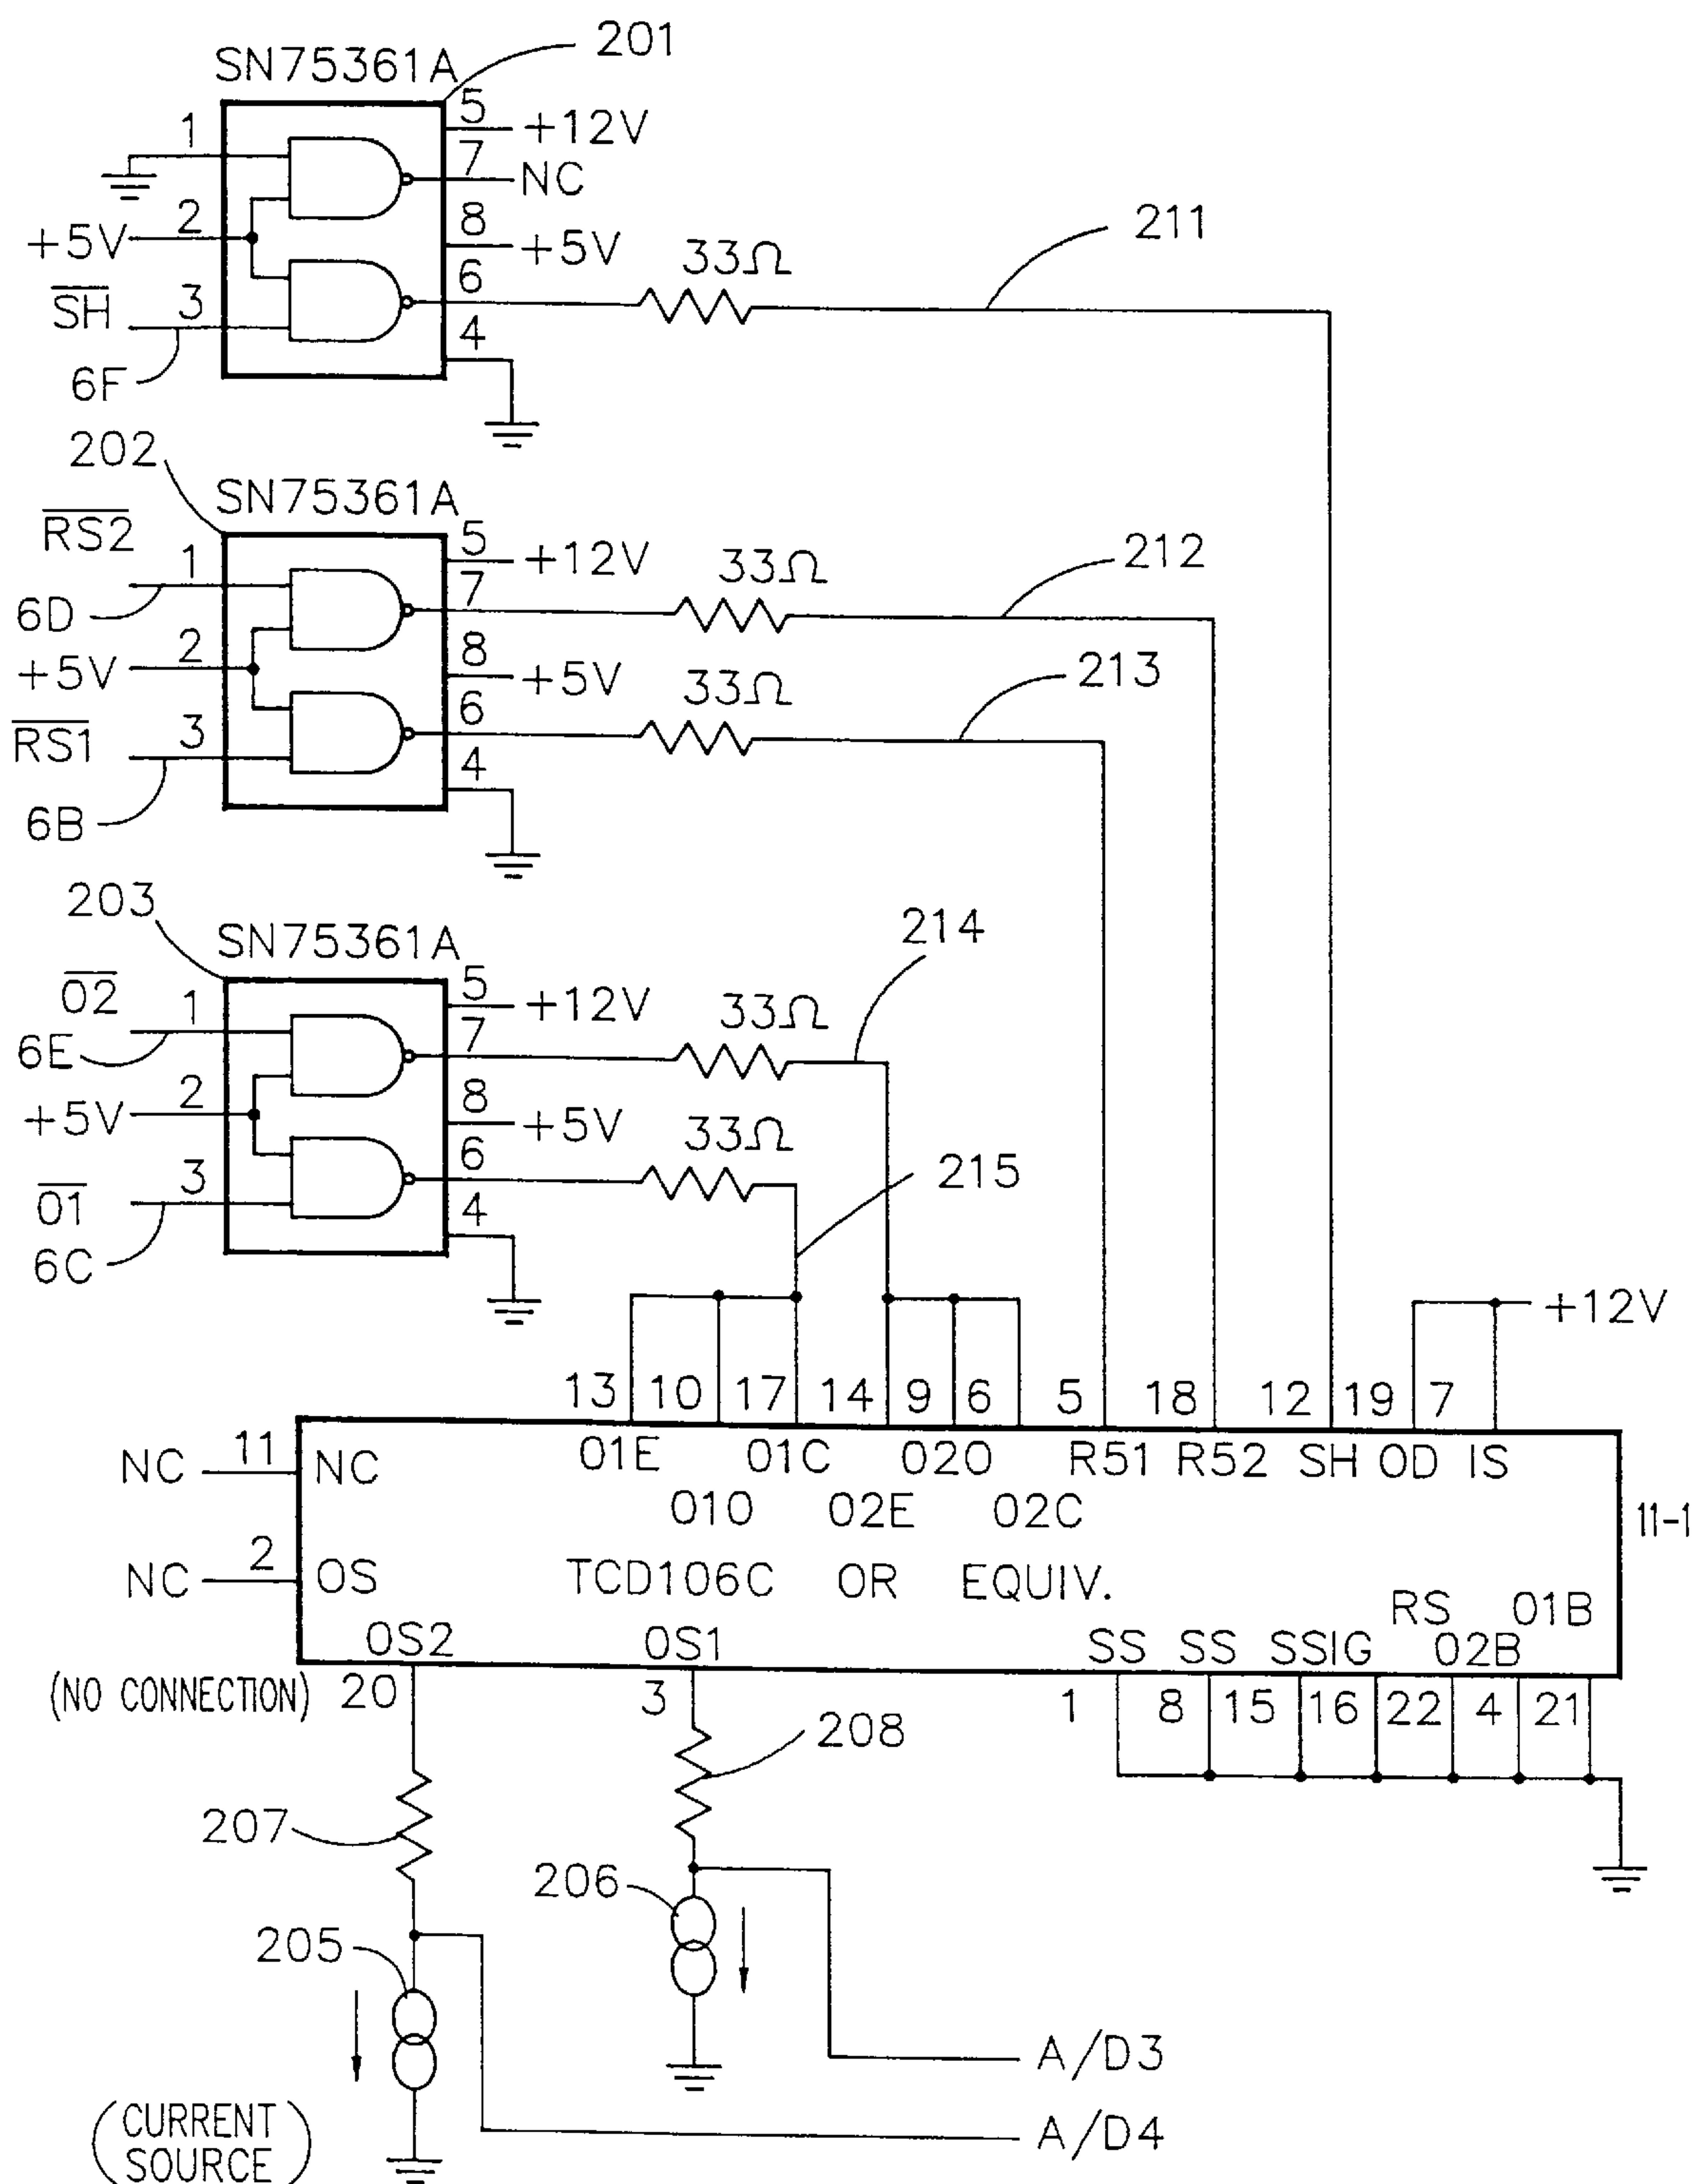 201
SN75361A
1
5
+12V
7
NC
2
8
+5V
+5V
33Ω
211
6
SH
3
4
6F
202
SN75361A
RS2
5
+12V
33Ω
212
1
7
6D
2
8
+5V
+5V
33Ω
213
6
RS1
3
4
6B
203
SN75361A
214
O2
5
+12V
33Ω
1
7
6E
2
8
+5V
+5V
33Ω
215
6
3
O1
4
6C
+12V
13 10 17 14 9 6 5 18 12 19 7
NC 11 NC
O1E O1C O2O R51 R52 SH OD IS
O1O O2E O2C
11-1
NC 2 OS
TCD106C OR EQUIV.
RS O1B
OS2 OS1 SS SS SSIG O2B
(NO CONNECTION) 20 3 1 8 15 16 22 4 21
208
207
206
205
A/D3
A/D4
(CURRENT
SOURCE)